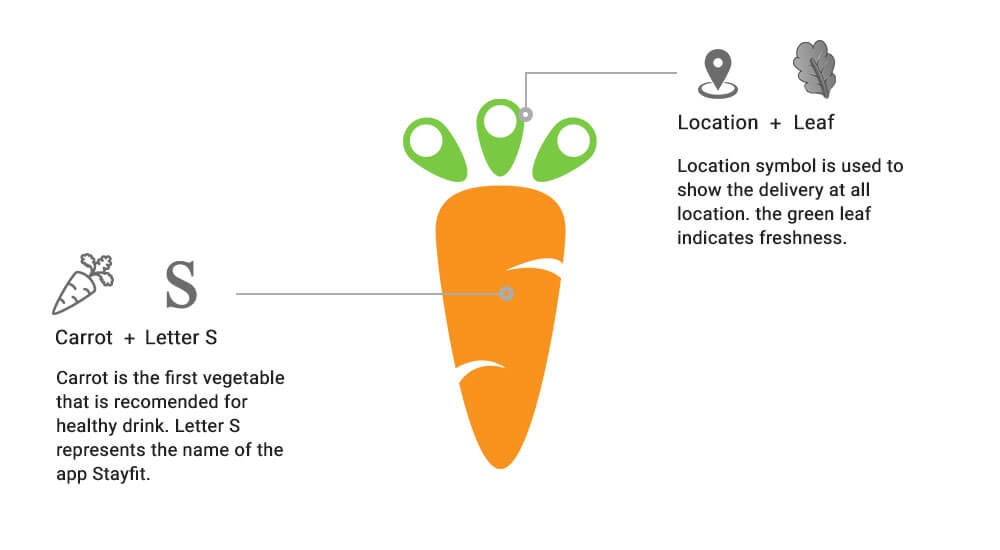 Location + Leaf
Location symbol is used to
show the delivery at all
location. the green leaf
indicates freshness.
S
Carrot + Letter S
Carrot is the first vegetable
that is recomended for
healthy drink. Letter S
represents the name of the
app Stayfit.